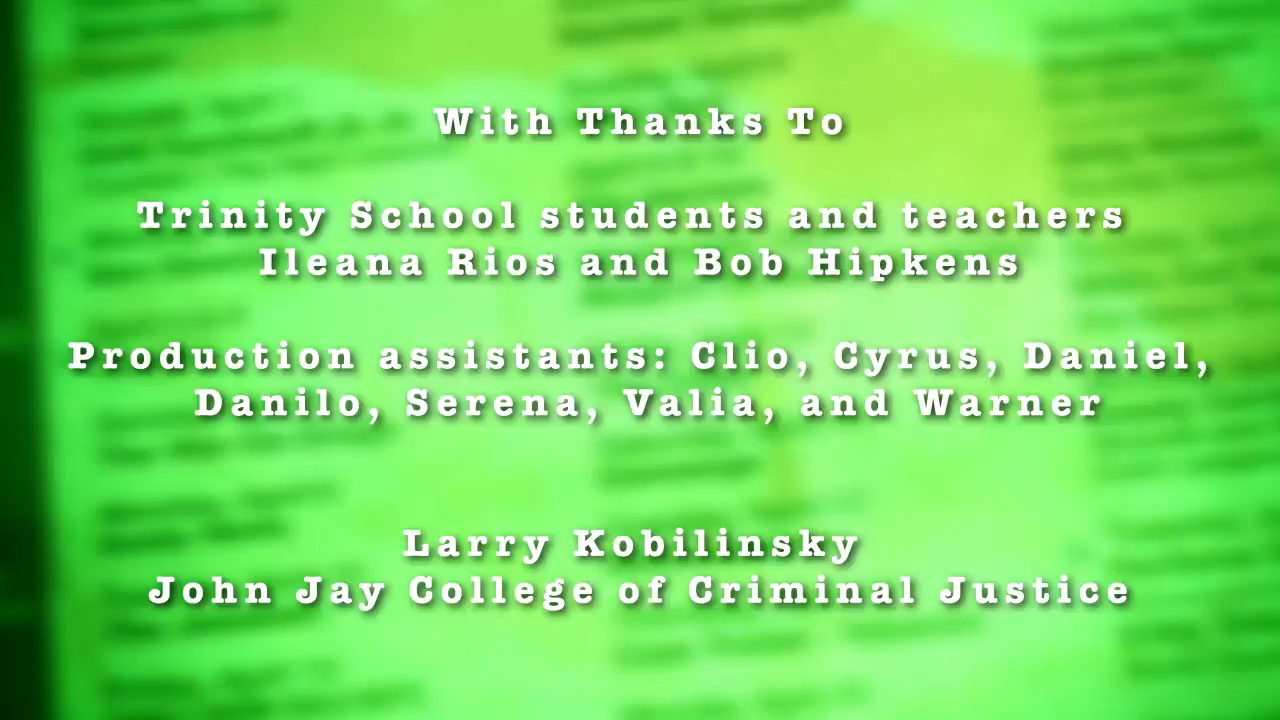 With Thanks To
Trinity School students and teachers
Ileana Rios and Bob Hipkens
Production assistants: Clio, Cyrus, Daniel,
Danilo, Serena, Valia, and Warner
Larry Kobilinsky
John Jay College of Criminal Justice